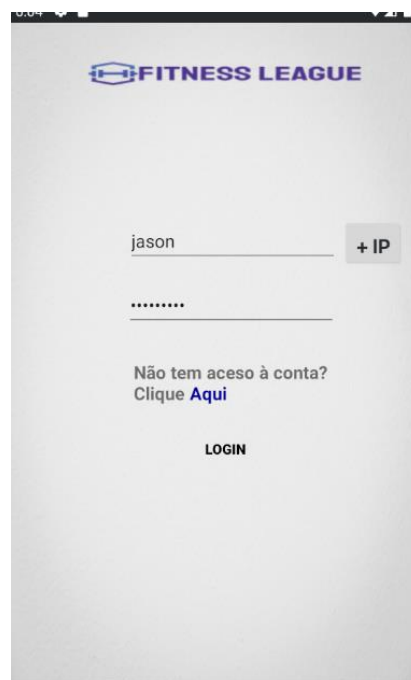 FITNESS LEAGUE
jason
+ IP
•••••••••
Não tem aceso à conta?
Clique Aqui
LOGIN